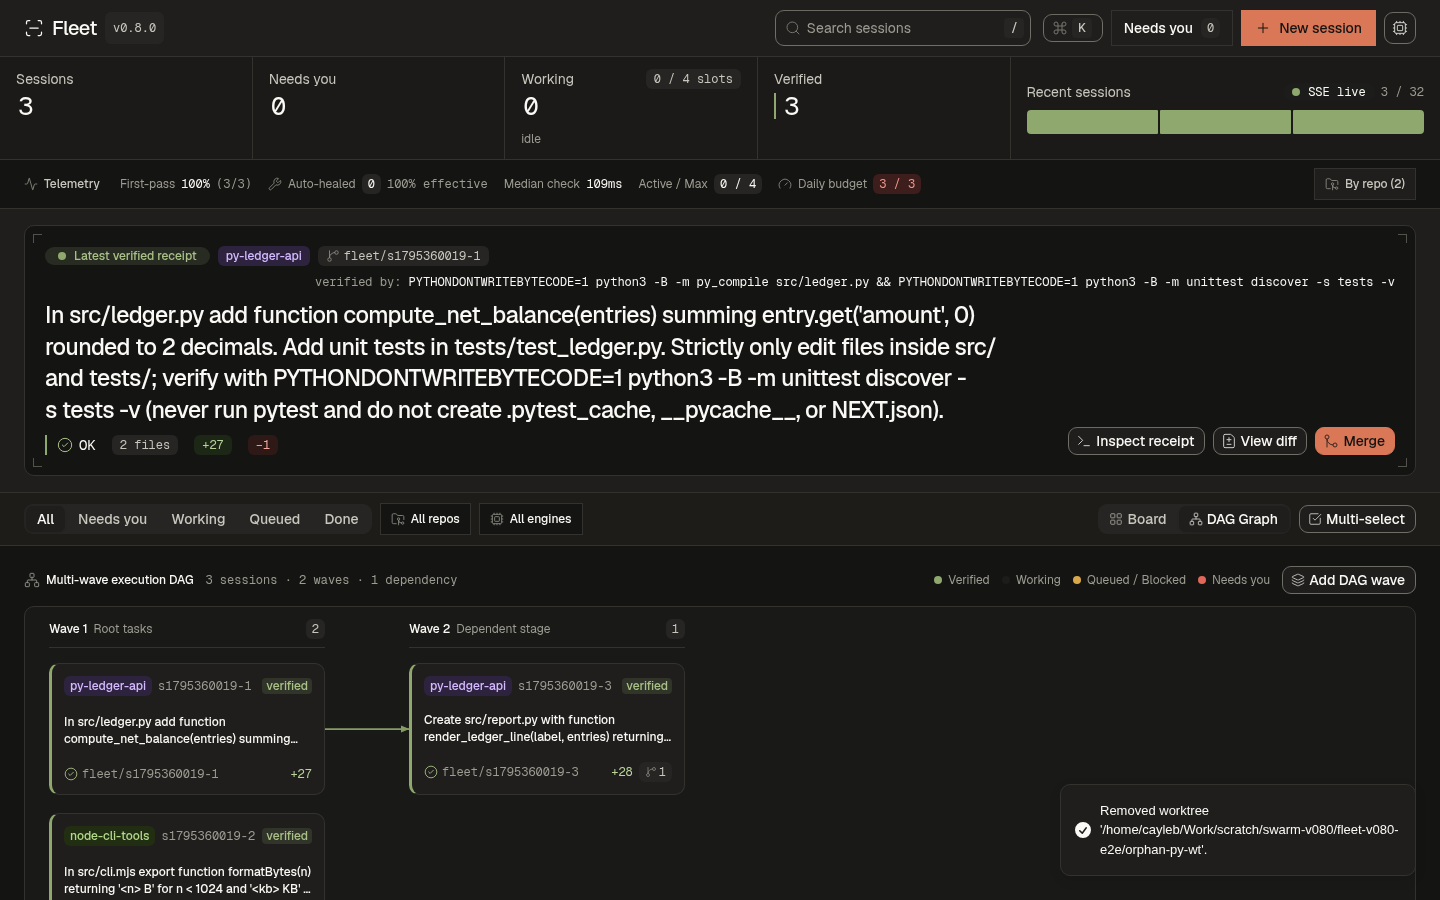 Fleet v0.8.0
Search sessions /
⌘ K
Needs you 0
+ New session
Sessions
3
Needs you
0
Working 0 / 4 slots
0
idle
Verified
3
Recent sessions SSE live 3 / 32
Telemetry First-pass 100% (3/3) Auto-healed 0 100% effective Median check 109ms Active / Max 0 / 4 Daily budget 3 / 3 By repo (2)
Latest verified receipt py-ledger-api fleet/s1795360019-1
verified by: PYTHONDONTWRITEBYTECODE=1 python3 -B -m py_compile src/ledger.py && PYTHONDONTWRITEBYTECODE=1 python3 -B -m unittest discover -s tests -v
In src/ledger.py add function compute_net_balance(entries) summing entry.get('amount', 0)
rounded to 2 decimals. Add unit tests in tests/test_ledger.py. Strictly only edit files inside src/
and tests/; verify with PYTHONDONTWRITEBYTECODE=1 python3 -B -m unittest discover -
s tests -v (never run pytest and do not create .pytest_cache, __pycache__, or NEXT.json).
OK 2 files +27 −1
Inspect receipt View diff Merge
All Needs you Working Queued Done All repos All engines Board DAG Graph Multi-select
Multi-wave execution DAG 3 sessions · 2 waves · 1 dependency Verified Working Queued / Blocked Needs you Add DAG wave
Wave 1 Root tasks 2
py-ledger-api s1795360019-1 verified
In src/ledger.py add function
compute_net_balance(entries) summing…
fleet/s1795360019-1 +27
node-cli-tools s1795360019-2 verified
In src/cli.mjs export function formatBytes(n)
returning '<n> B' for n < 1024 and '<kb> KB' …
Wave 2 Dependent stage 1
py-ledger-api s1795360019-3 verified
Create src/report.py with function
render_ledger_line(label, entries) returning…
fleet/s1795360019-3 +28 1
Removed worktree
'/home/cayleb/Work/scratch/swarm-v080/fleet-v080-
e2e/orphan-py-wt'.